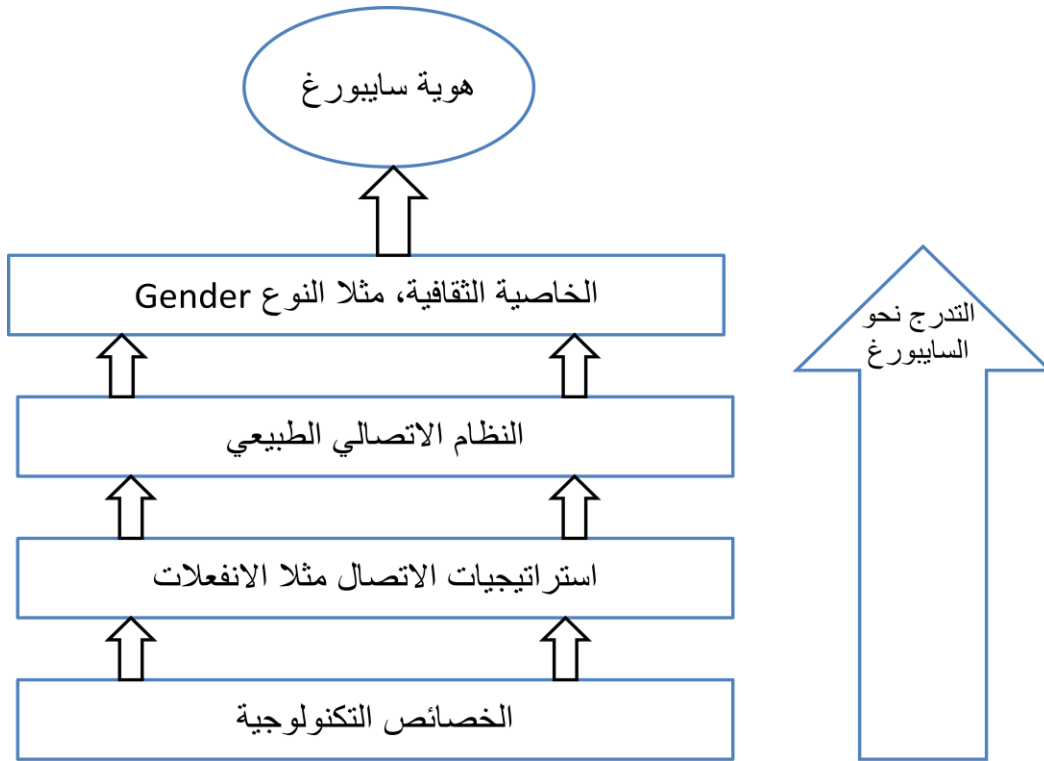 هوية سايبورغ
الخاصية الثقافية، مثلا النوع Gender
التدرج نحو
السايبورغ
النظام الاتصالي الطبيعي
استراتيجيات الاتصال مثلا الانفعلات
الخصائص التكنولوجية